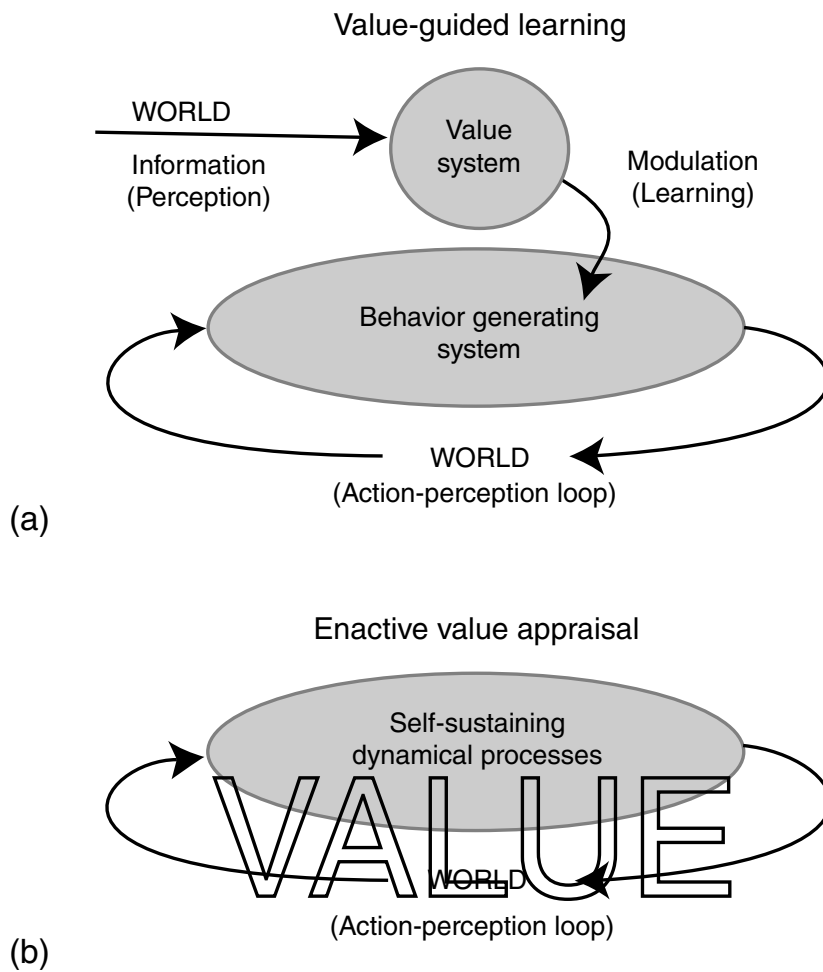 Value-guided learning
WORLD
Information
(Perception)
Value
system
Modulation
(Learning)
Behavior generating
system
WORLD
(Action-perception loop)
(a)
Enactive value appraisal
Self-sustaining
dynamical processes
VALUE
WORLD
(Action-perception loop)
(b)